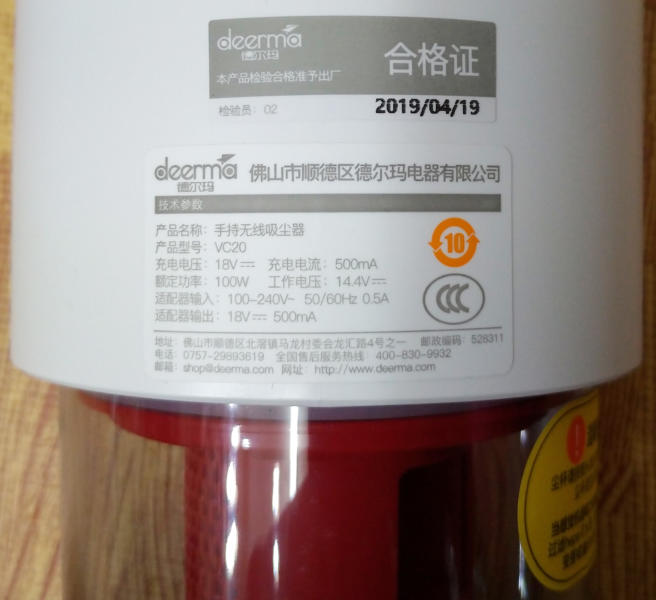 deerma
德尔玛
合格证
本产品检验合格准予出厂
检验员：02
2019/04/19
deerma
德尔玛
佛山市顺德区德尔玛电器有限公司
技术参数
产品名称：手持无线吸尘器
产品型号：VC20
充电电压：18V⎓ 充电电流：500mA
额定功率：100W 工作电压：14.4V⎓
适配器输入：100-240V~ 50/60Hz 0.5A
适配器输出：18V⎓ 500mA
10
CCC
地址：佛山市顺德区北滘镇马龙村委会龙汇路4号之一 邮政编码：528311
电话：0757-29893619 全国售后服务热线：400-830-9932
邮箱：shop@deerma.com 网址：http://www.deerma.com
尘杯